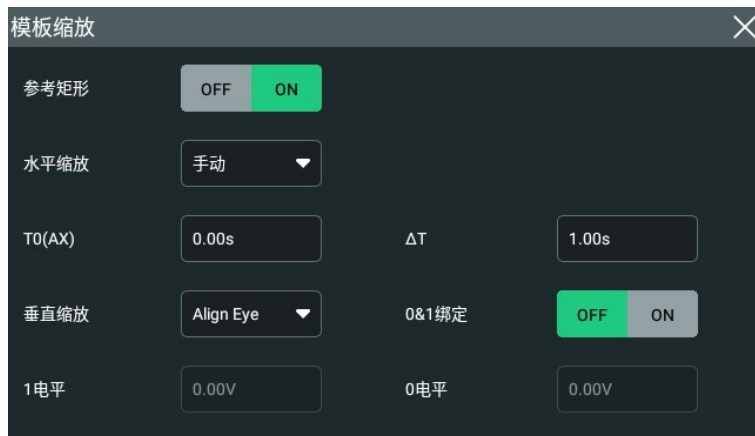 模板缩放
参考矩形 OFF ON
水平缩放 手动
T0(AX) 0.00s ΔT 1.00s
垂直缩放 Align Eye 0&1绑定 OFF ON
1电平 0.00V 0电平 0.00V